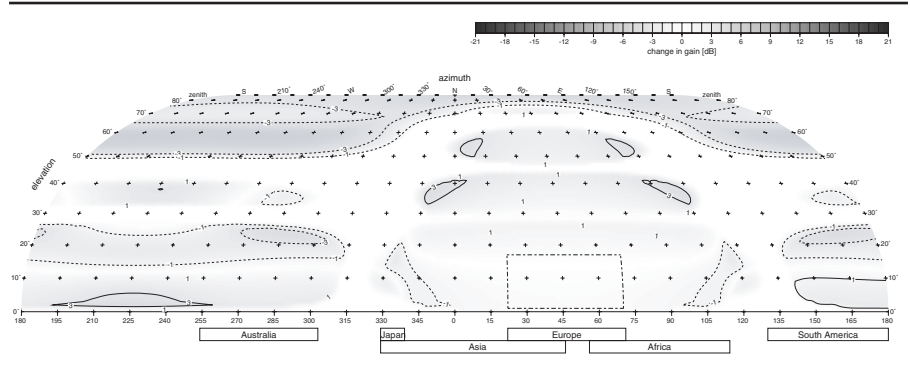 -21 -18 -15 -12 -9 -6 -3 0 3 6 9 12 15 18 21
change in gain [dB]
azimuth
zenith S 210° 240° W 300° 330° N 30° 60° E 120° 150° S zenith
80° 80°
70° 70°
60° 60°
50° 50°
elevation
40° 40°
30° 30°
20° 20°
10° 10°
0° 0°
180 195 210 225 240 255 270 285 300 315 330 345 0 15 30 45 60 75 90 105 120 135 150 165 180
Australia Japan Europe South America
Asia Africa